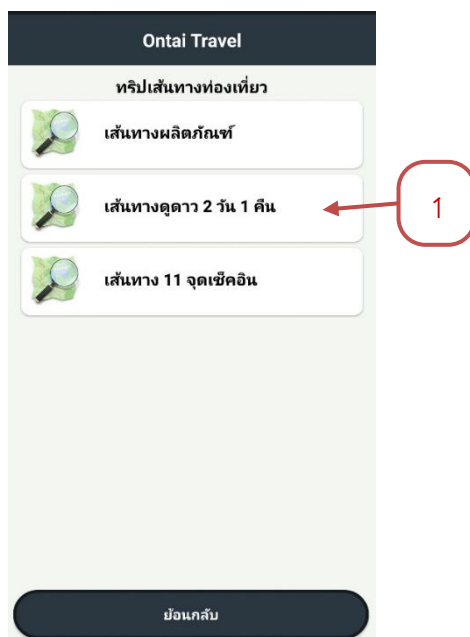 Ontai Travel
ทริปเส้นทางท่องเที่ยว
เส้นทางผลิตภัณฑ์
เส้นทางดูดาว 2 วัน 1 คืน
1
เส้นทาง 11 จุดเช็คอิน
ย้อนกลับ